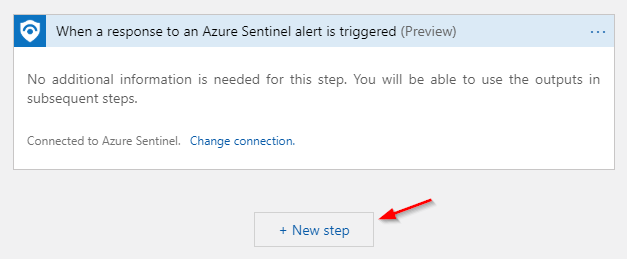 When a response to an Azure Sentinel alert is triggered (Preview)
No additional information is needed for this step. You will be able to use the outputs in
subsequent steps.
Connected to Azure Sentinel. Change connection.
+ New step